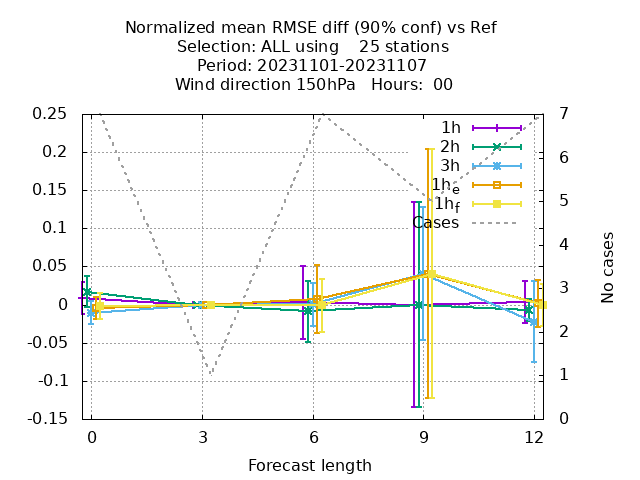 Normalized mean RMSE diff (90% conf) vs Ref
Selection: ALL using    25 stations
Period: 20231101-20231107
Wind direction 150hPa   Hours:  00
0.25
0.2
0.15
0.1
0.05
0
-0.05
-0.1
-0.15
7
6
5
4
3
2
1
0
1h
2h
3h
1h_e
1h_f
Cases
No cases
0
3
6
9
12
Forecast length